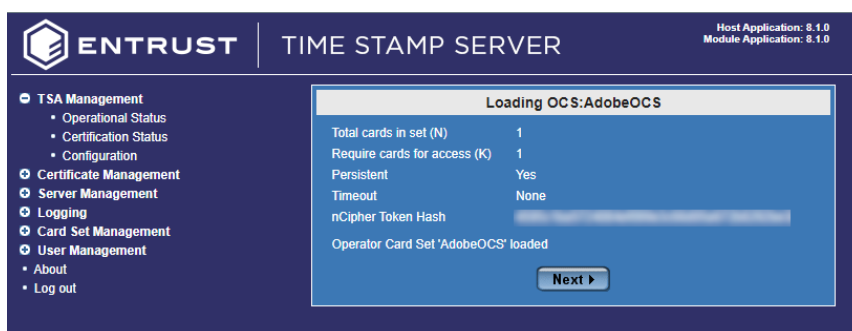 ENTRUST
TIME STAMP SERVER
Host Application: 8.1.0
Module Application: 8.1.0
TSA Management
Operational Status
Certification Status
Configuration
Certificate Management
Server Management
Logging
Card Set Management
User Management
About
Log out
Loading OCS:AdobeOCS
Total cards in set (N) 1
Require cards for access (K) 1
Persistent Yes
Timeout None
nCipher Token Hash
Operator Card Set 'AdobeOCS' loaded
Next